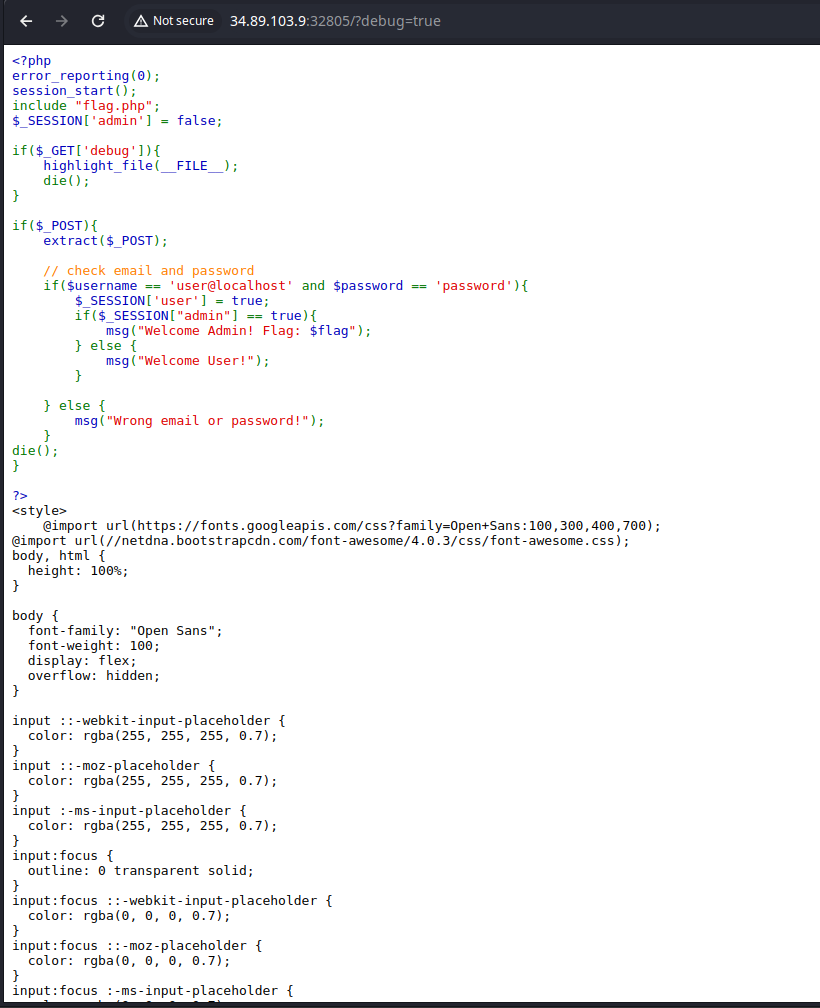 Not secure 34.89.103.9:32805/?debug=true
<?php
error_reporting(0);
session_start();
include "flag.php";
$_SESSION['admin'] = false;

if($_GET['debug']){
    highlight_file(__FILE__);
    die();
}

if($_POST){
    extract($_POST);

    // check email and password
    if($username == 'user@localhost' and $password == 'password'){
        $_SESSION['user'] = true;
        if($_SESSION["admin"] == true){
            msg("Welcome Admin! Flag: $flag");
        } else {
            msg("Welcome User!");
        }

    } else {
        msg("Wrong email or password!");
    }
die();
}

?>
<style>
    @import url(https://fonts.googleapis.com/css?family=Open+Sans:100,300,400,700);
@import url(//netdna.bootstrapcdn.com/font-awesome/4.0.3/css/font-awesome.css);
body, html {
  height: 100%;
}

body {
  font-family: "Open Sans";
  font-weight: 100;
  display: flex;
  overflow: hidden;
}

input ::-webkit-input-placeholder {
  color: rgba(255, 255, 255, 0.7);
}
input ::-moz-placeholder {
  color: rgba(255, 255, 255, 0.7);
}
input :-ms-input-placeholder {
  color: rgba(255, 255, 255, 0.7);
}
input:focus {
  outline: 0 transparent solid;
}
input:focus ::-webkit-input-placeholder {
  color: rgba(0, 0, 0, 0.7);
}
input:focus ::-moz-placeholder {
  color: rgba(0, 0, 0, 0.7);
}
input:focus :-ms-input-placeholder {